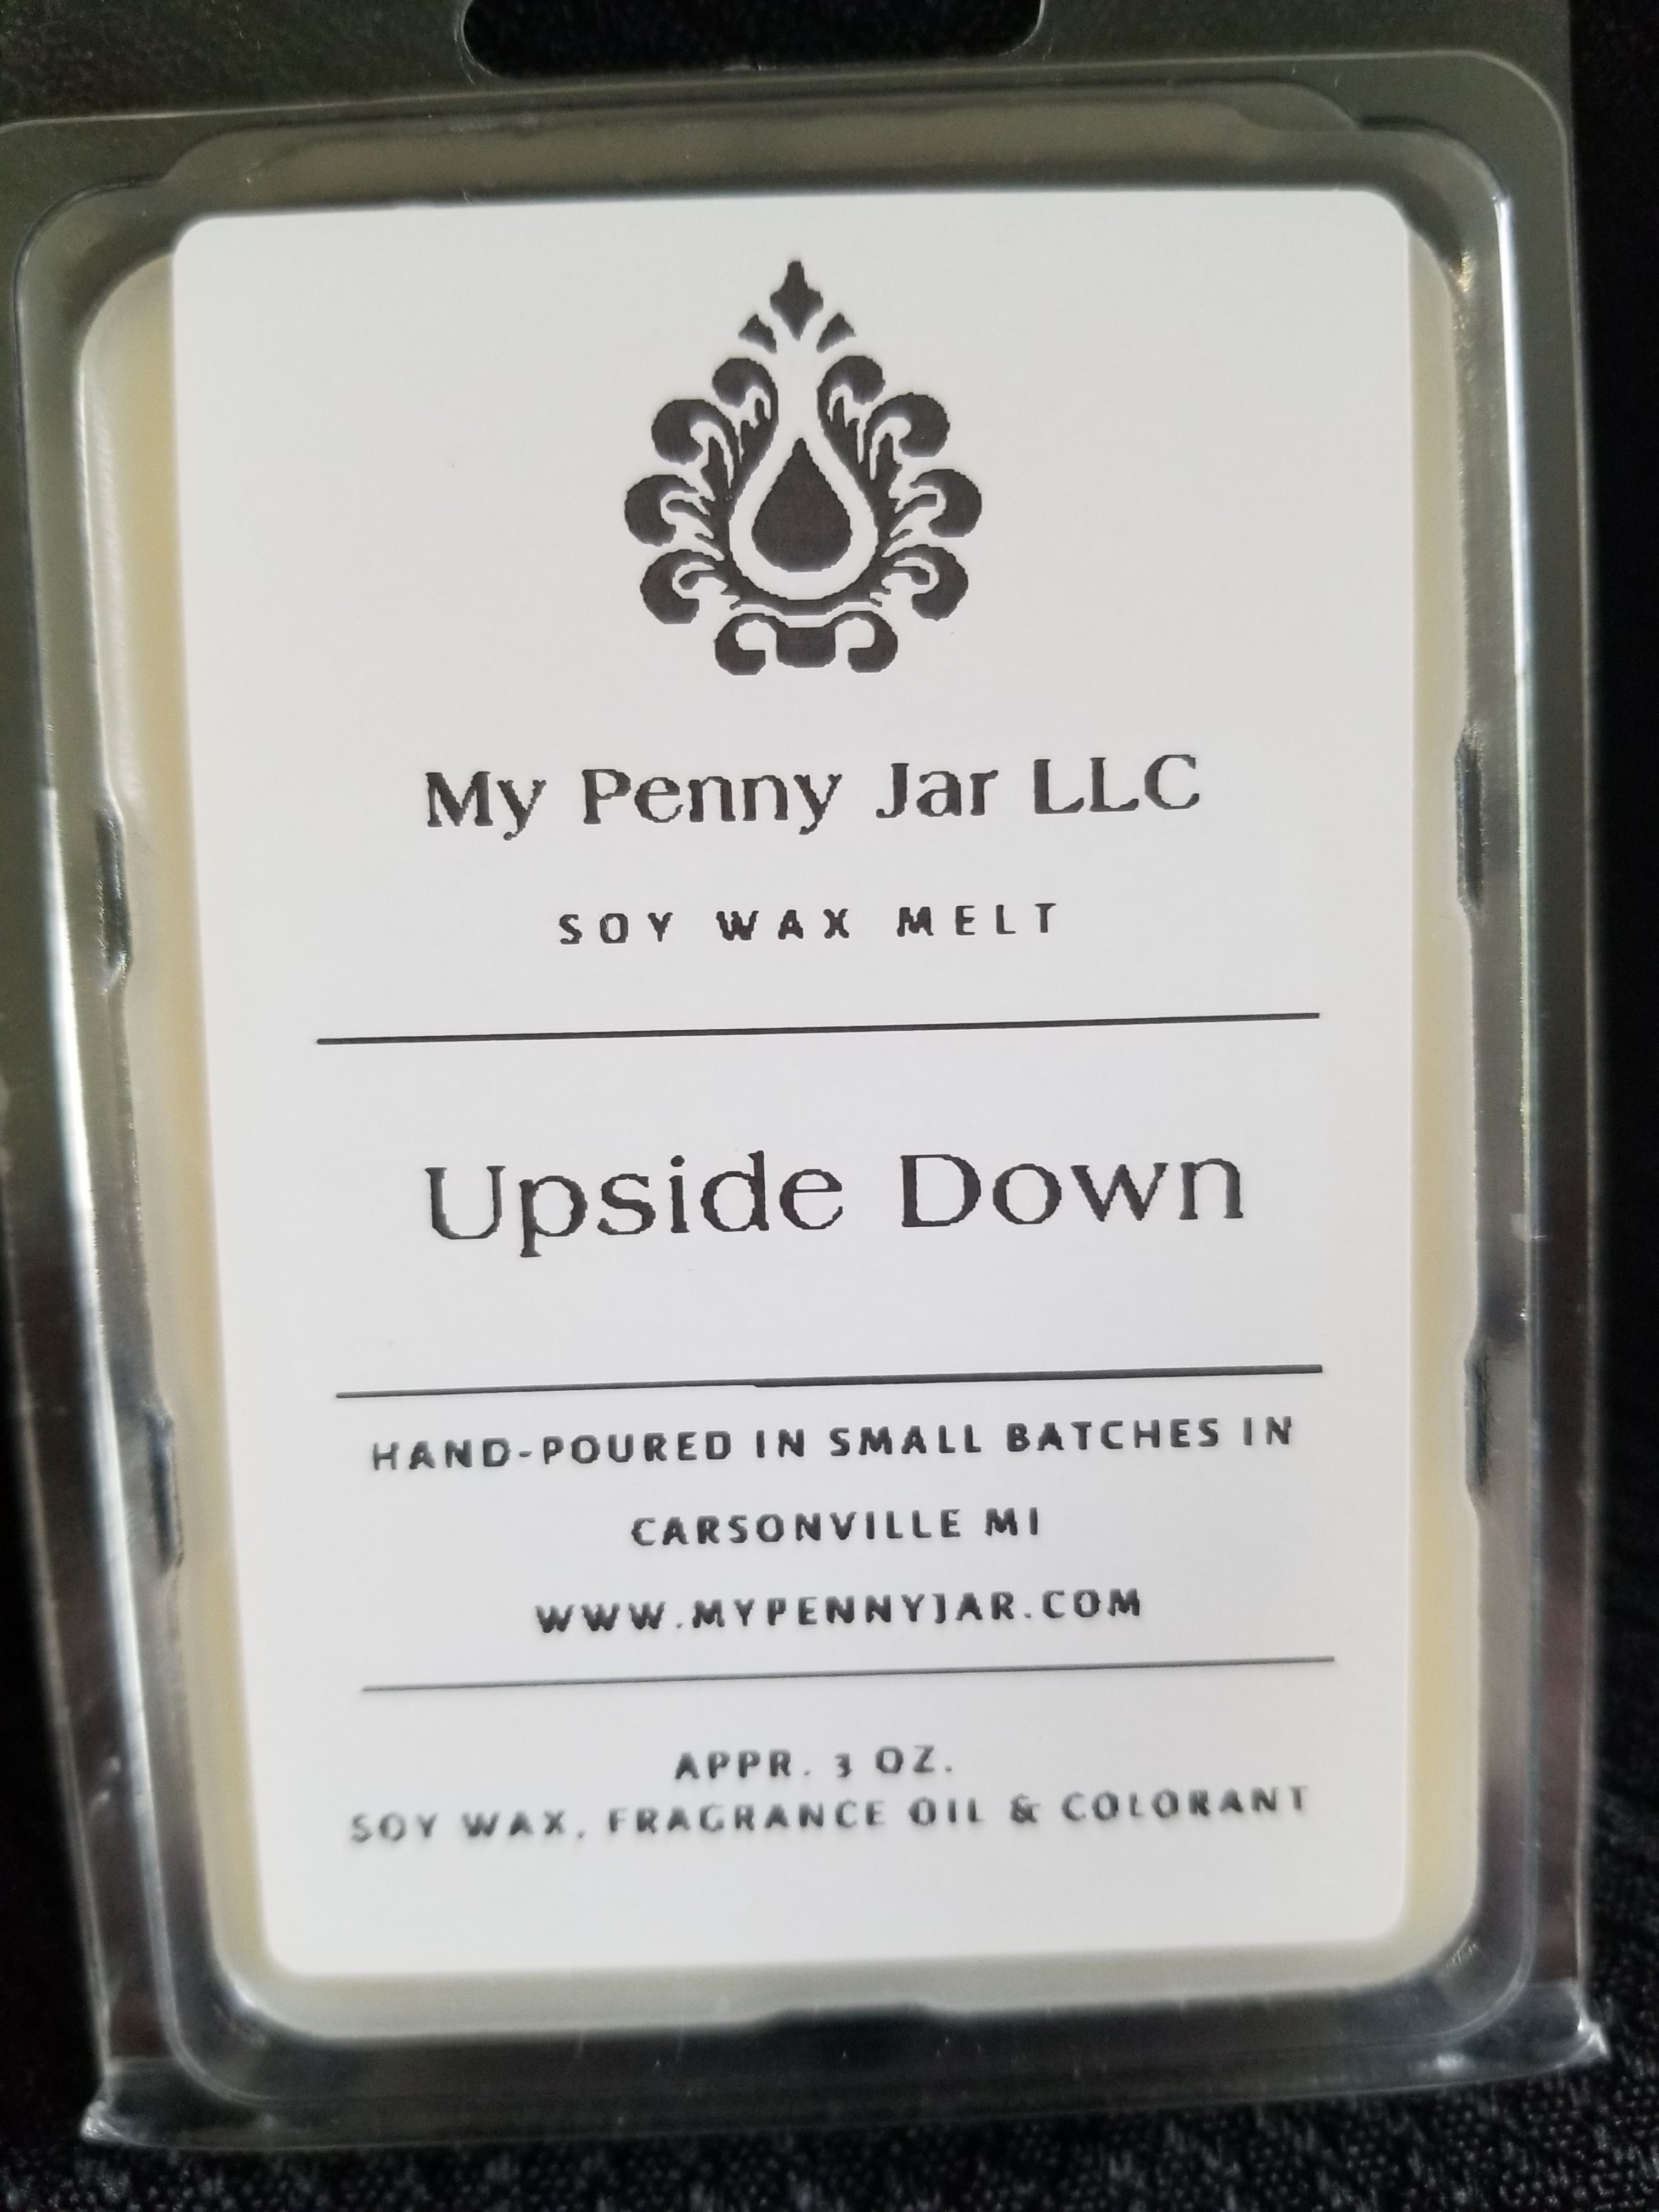 My Penny Jar LLC
SOY WAX MELT
Upside Down
HAND-POURED IN SMALL BATCHES IN
CARSONVILLE MI
WWW.MYPENNYJAR.COM
APPR. 3 OZ.
SOY WAX, FRAGRANCE OIL & COLORANT